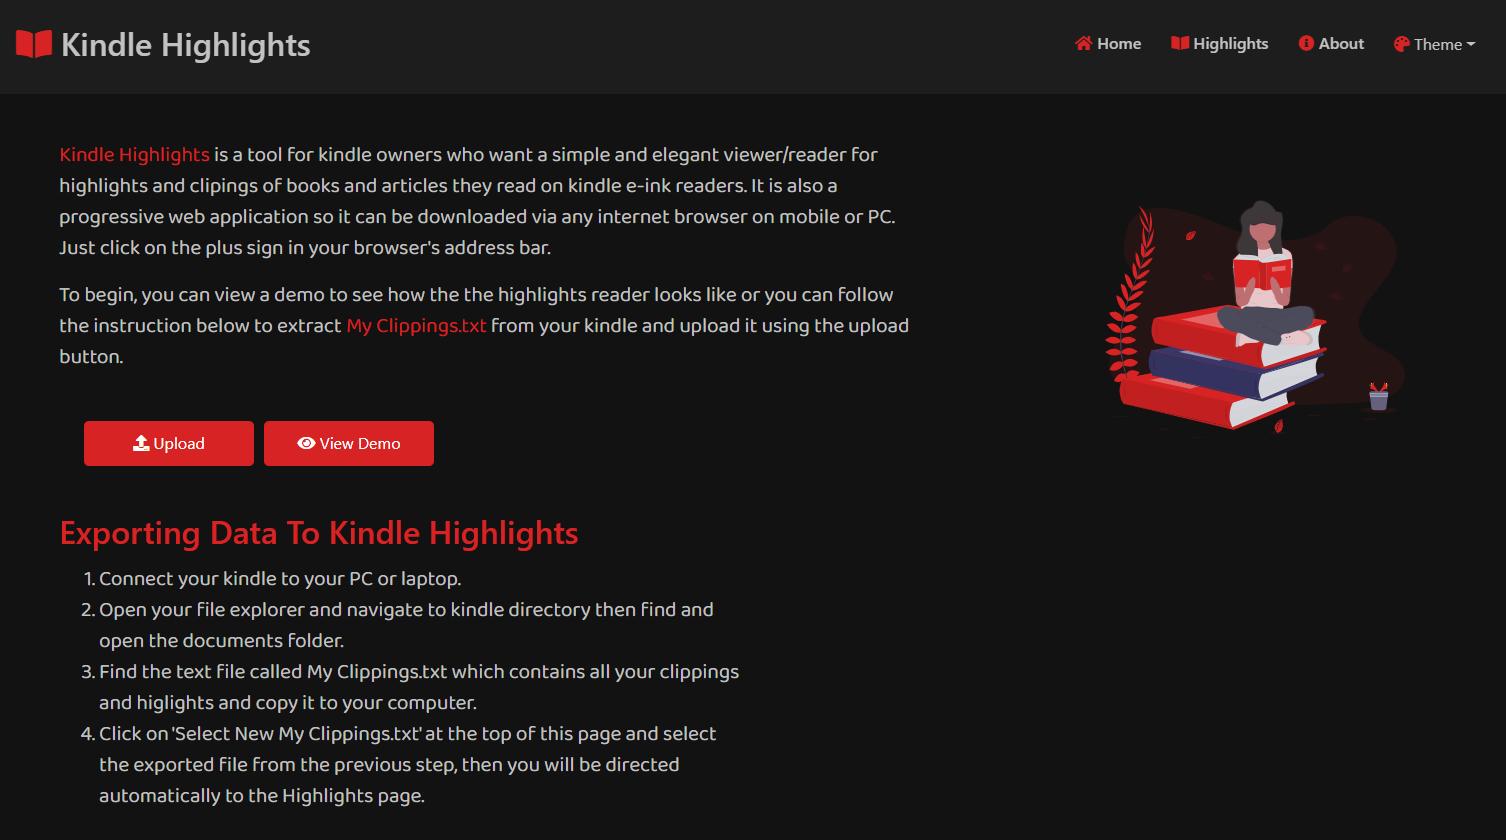 Kindle Highlights
Home Highlights About Theme
Kindle Highlights is a tool for kindle owners who want a simple and elegant viewer/reader for
highlights and clipings of books and articles they read on kindle e-ink readers. It is also a
progressive web application so it can be downloaded via any internet browser on mobile or PC.
Just click on the plus sign in your browser's address bar.
To begin, you can view a demo to see how the the highlights reader looks like or you can follow
the instruction below to extract My Clippings.txt from your kindle and upload it using the upload
button.
Upload View Demo
Exporting Data To Kindle Highlights
1. Connect your kindle to your PC or laptop.
2. Open your file explorer and navigate to kindle directory then find and
open the documents folder.
3. Find the text file called My Clippings.txt which contains all your clippings
and higlights and copy it to your computer.
4. Click on 'Select New My Clippings.txt' at the top of this page and select
the exported file from the previous step, then you will be directed
automatically to the Highlights page.